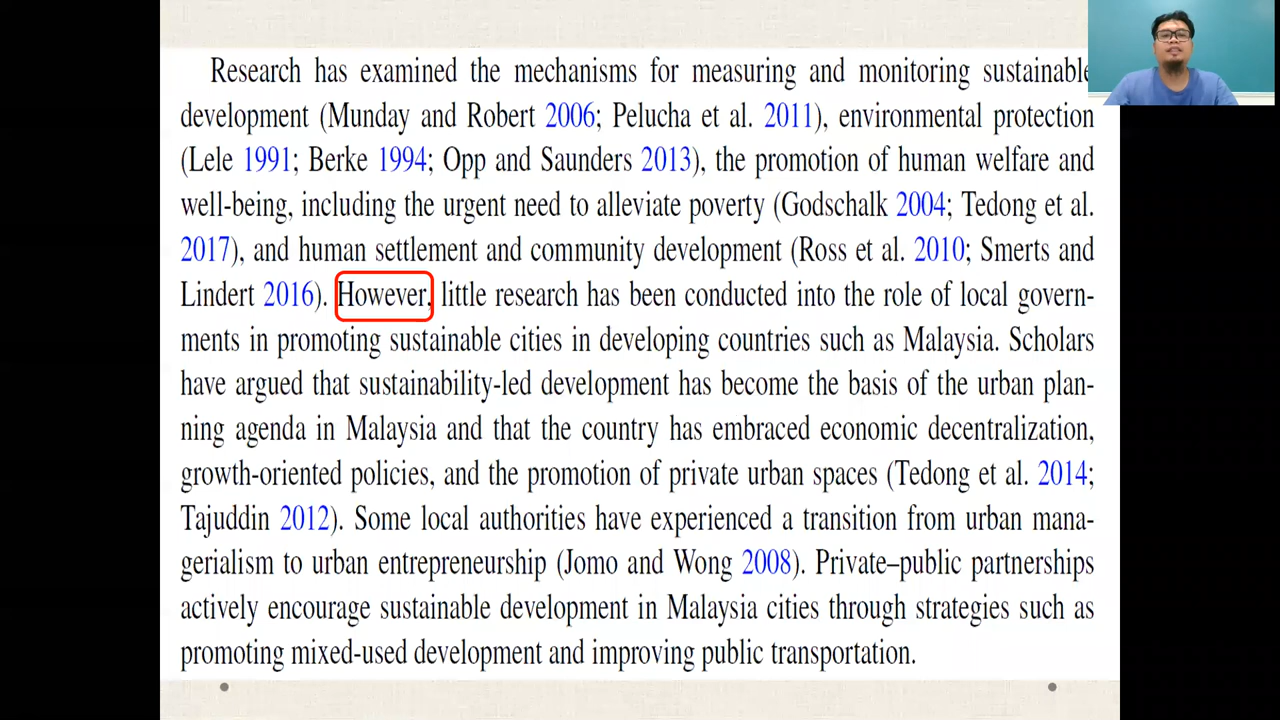 Research has examined the mechanisms for measuring and monitoring sustainable
development (Munday and Robert 2006; Pelucha et al. 2011), environmental protection
(Lele 1991; Berke 1994; Opp and Saunders 2013), the promotion of human welfare and
well-being, including the urgent need to alleviate poverty (Godschalk 2004; Tedong et al.
2017), and human settlement and community development (Ross et al. 2010; Smerts and
Lindert 2016). However, little research has been conducted into the role of local govern-
ments in promoting sustainable cities in developing countries such as Malaysia. Scholars
have argued that sustainability-led development has become the basis of the urban plan-
ning agenda in Malaysia and that the country has embraced economic decentralization,
growth-oriented policies, and the promotion of private urban spaces (Tedong et al. 2014;
Tajuddin 2012). Some local authorities have experienced a transition from urban mana-
gerialism to urban entrepreneurship (Jomo and Wong 2008). Private–public partnerships
actively encourage sustainable development in Malaysia cities through strategies such as
promoting mixed-used development and improving public transportation.